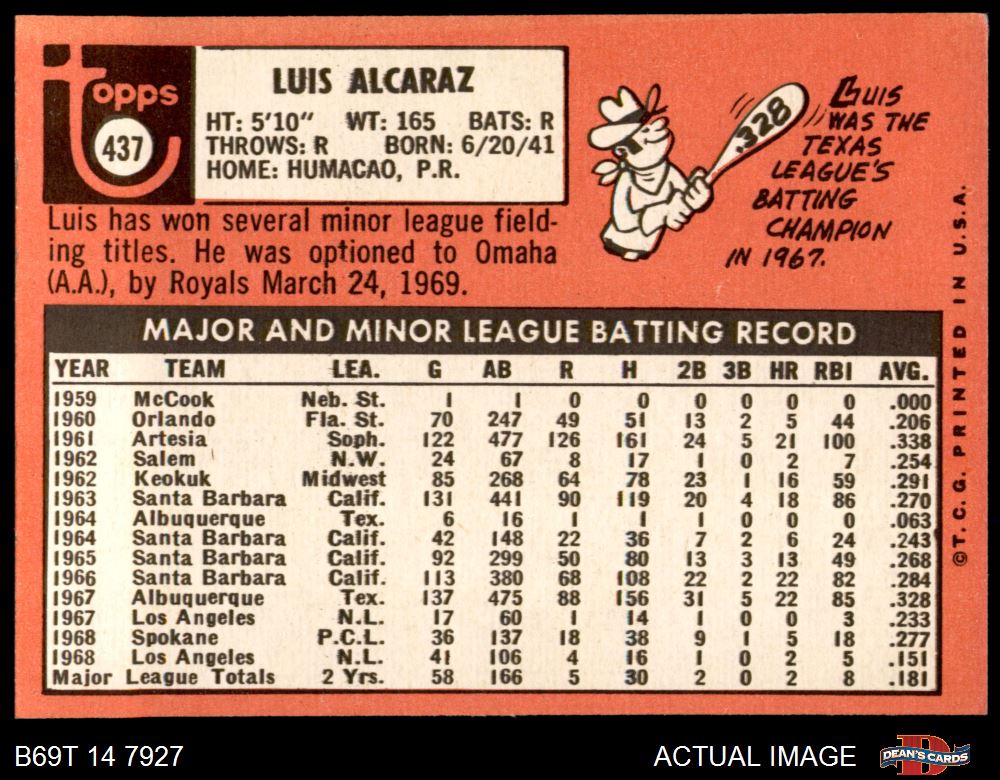 topps
437
LUIS ALCARAZ
HT: 5'10" WT: 165 BATS: R
THROWS: R BORN: 6/20/41
HOME: HUMACAO, P.R.
Luis has won several minor league field-
ing titles. He was optioned to Omaha
(A.A.), by Royals March 24, 1969.
.328
LUIS
WAS THE
TEXAS
LEAGUE'S
BATTING
CHAMPION
IN 1967.
MAJOR AND MINOR LEAGUE BATTING RECORD
YEAR TEAM LEA. G AB R H 2B 3B HR RBI AVG.
1959 McCook Neb. St. 1 1 0 0 0 0 0 0 .000
1960 Orlando Fla. St. 70 247 49 51 13 2 5 44 .206
1961 Artesia Soph. 122 477 126 161 24 5 21 100 .338
1962 Salem N.W. 24 67 8 17 1 0 2 7 .254
1962 Keokuk Midwest 85 268 64 78 23 1 16 59 .291
1963 Santa Barbara Calif. 131 441 90 119 20 4 18 86 .270
1964 Albuquerque Tex. 6 16 1 1 1 0 0 0 .063
1964 Santa Barbara Calif. 42 148 22 36 7 2 6 24 .243
1965 Santa Barbara Calif. 92 299 50 80 13 3 13 49 .268
1966 Santa Barbara Calif. 113 380 68 108 22 2 22 82 .284
1967 Albuquerque Tex. 137 475 88 156 31 5 22 85 .328
1967 Los Angeles N.L. 17 60 1 14 1 0 0 3 .233
1968 Spokane P.C.L. 36 137 18 38 9 1 5 18 .277
1968 Los Angeles N.L. 41 106 4 16 1 0 2 5 .151
Major League Totals 2 Yrs. 58 166 5 30 2 0 2 8 .181
©T.C.G. PRINTED IN U.S.A.
B69T 14 7927 ACTUAL IMAGE
DEAN'S CARDS